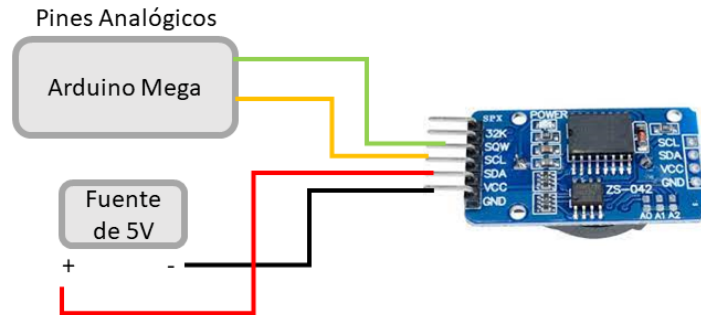 Pines Analógicos
Arduino Mega
Fuente
de 5V
+ -
SPX
32K
SQW
SCL
SDA
VCC
GND
POWER
ZS-042
A0 A1 A2
SCL
SDA
VCC
GND
-